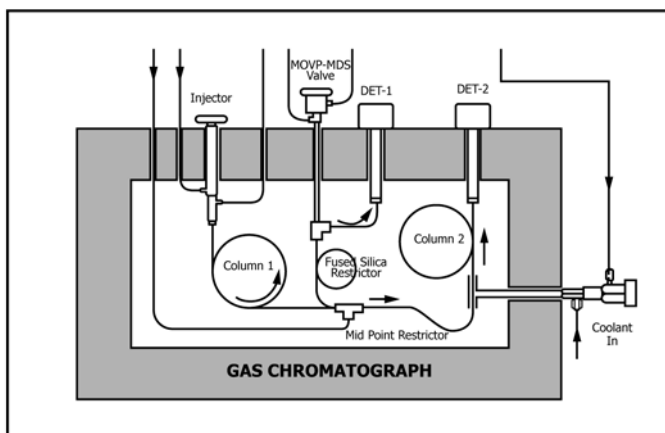 MOVP-MDS
Valve
DET-1
DET-2
Injector
Column 1
Fused Silica
Restrictor
Column 2
Mid Point Restrictor
Coolant
In
GAS CHROMATOGRAPH